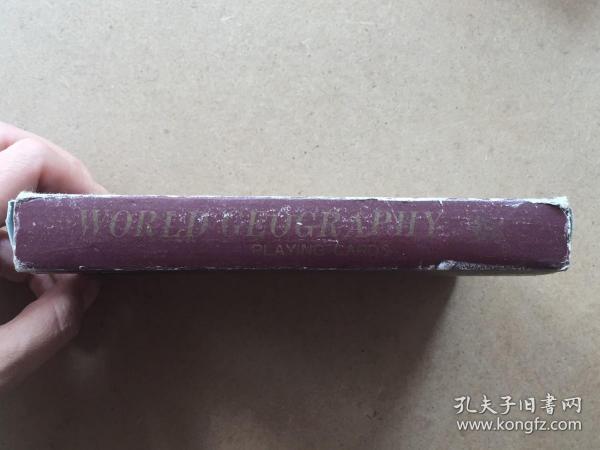 WORLD GEOGRAPHY
PLAYING CARDS
孔夫子旧书网
www.kongfz.com